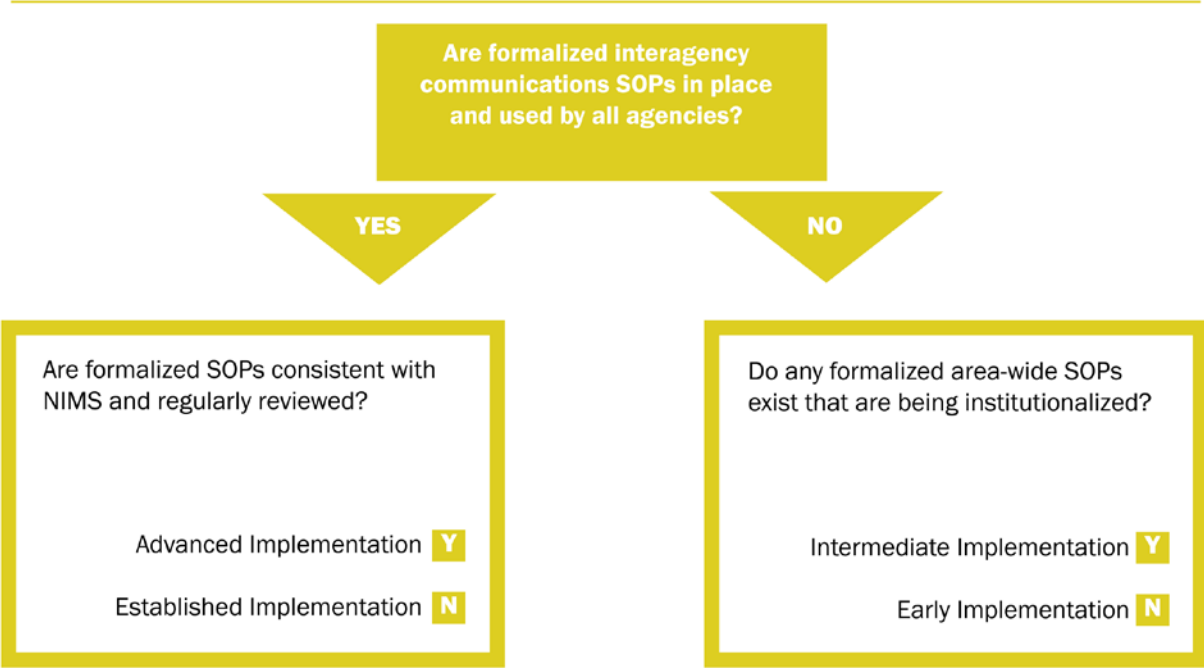 Are formalized interagency
communications SOPs in place
and used by all agencies?
YES
NO
Are formalized SOPs consistent with
NIMS and regularly reviewed?
Advanced Implementation Y
Established Implementation N
Do any formalized area-wide SOPs
exist that are being institutionalized?
Intermediate Implementation Y
Early Implementation N